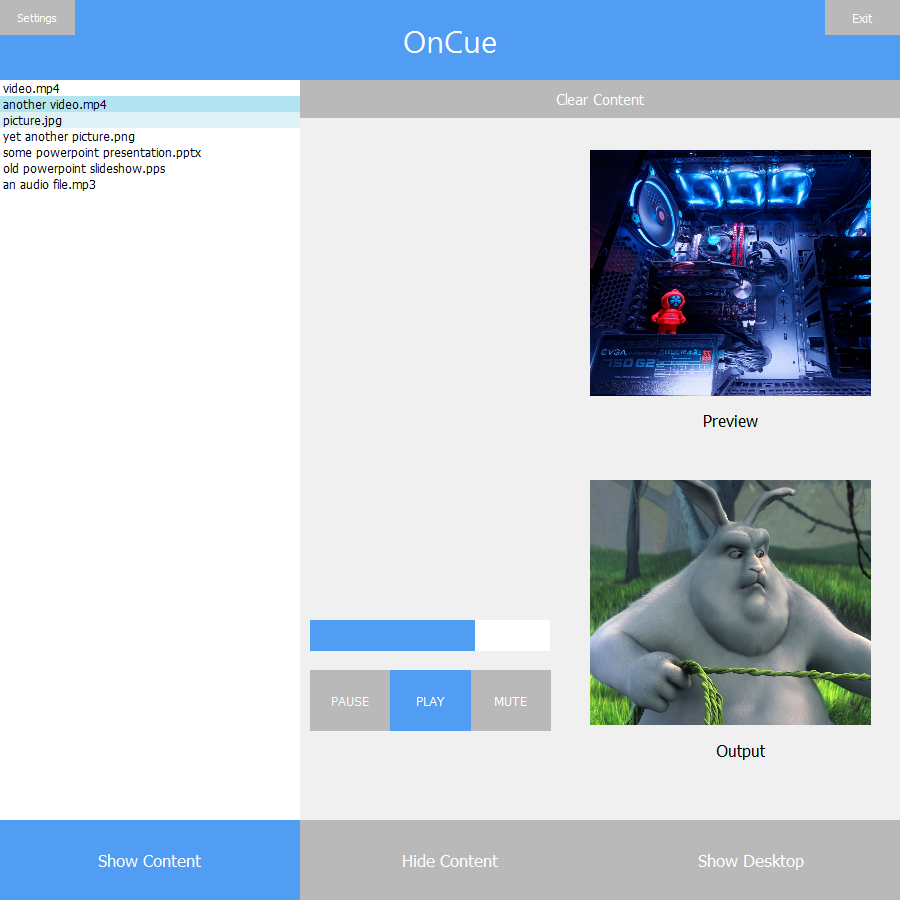 Settings
OnCue
Exit
video.mp4
another video.mp4
picture.jpg
yet another picture.png
some powerpoint presentation.pptx
old powerpoint slideshow.pps
an audio file.mp3
Clear Content
EVGA
750 G2
Preview
PAUSE
PLAY
MUTE
Output
Show Content
Hide Content
Show Desktop